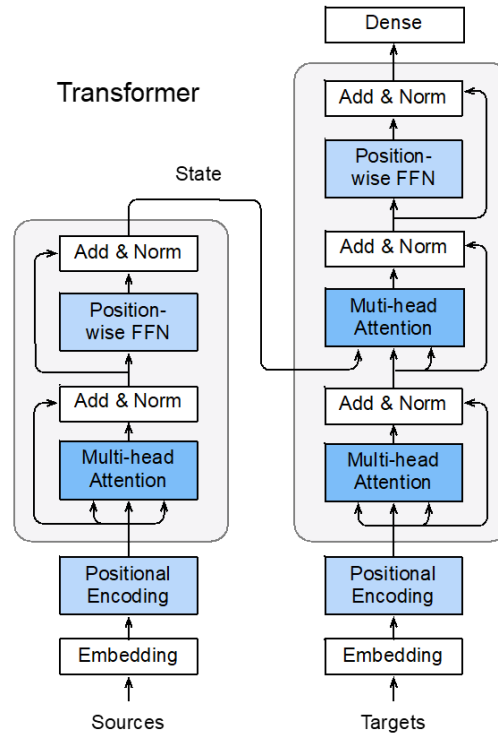 Transformer
State
Add & Norm
Position-
wise FFN
Add & Norm
Multi-head
Attention
Positional
Encoding
Embedding
Sources
Dense
Add & Norm
Position-
wise FFN
Add & Norm
Muti-head
Attention
Add & Norm
Multi-head
Attention
Positional
Encoding
Embedding
Targets